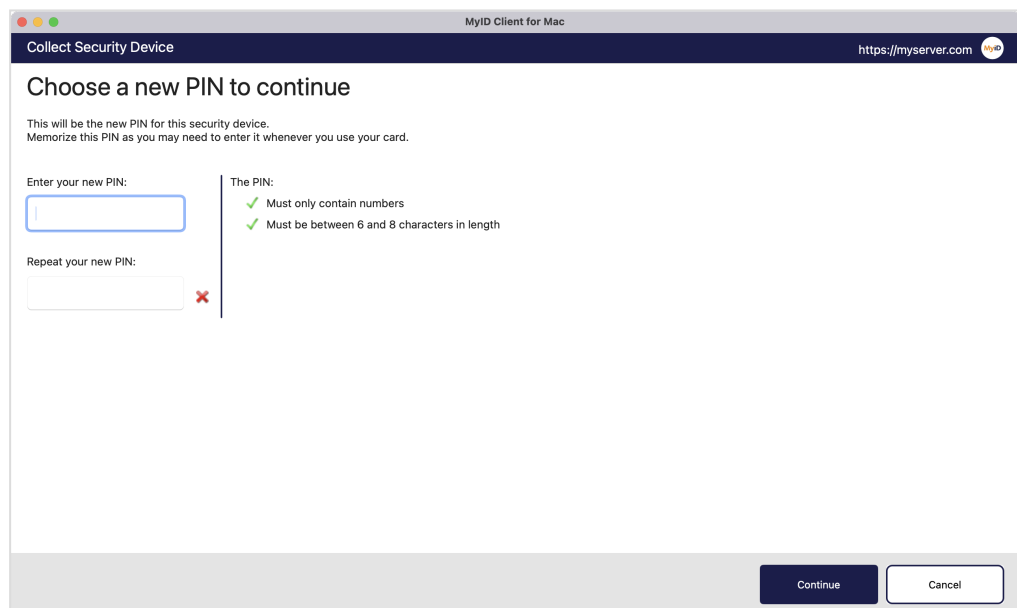 MyID Client for Mac
Collect Security Device
https://myserver.com
MyID
Choose a new PIN to continue
This will be the new PIN for this security device.
Memorize this PIN as you may need to enter it whenever you use your card.
Enter your new PIN:
The PIN:
Must only contain numbers
Must be between 6 and 8 characters in length
Repeat your new PIN:
Continue
Cancel